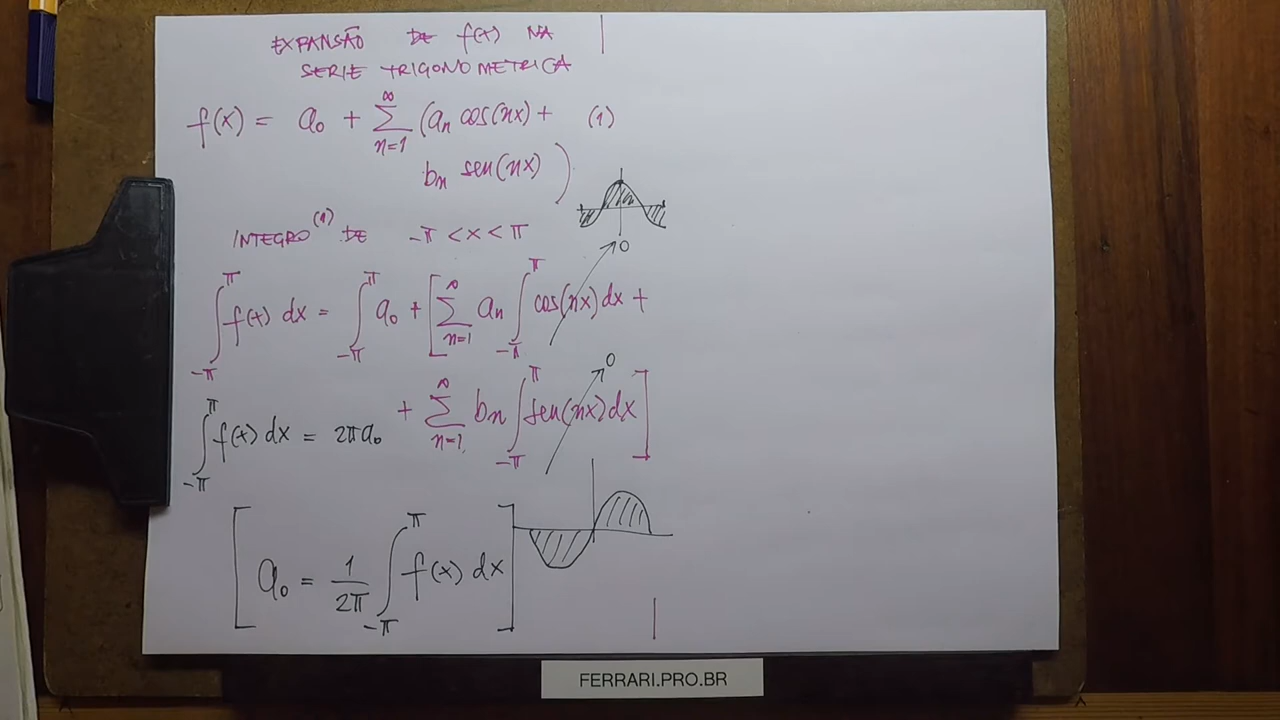 EXPANSÃO DE f(x) NA
SERIE TRIGONOMETRICA
f(x) = a₀ + ∞ Σ n=1 (aₙ cos(nx) + (1)
bₙ sen(nx) )
INTEGRO (1) DE -π < x < π
∫_{-π}^{π} f(x) dx = ∫_{-π}^{π} a₀ + [ ∞ Σ n=1 aₙ ∫_{-π}^{π} cos(nx) dx + 0
+ ∞ Σ n=1 bₙ ∫_{-π}^{π} sen(nx) dx ] 0
∫_{-π}^{π} f(x) dx = 2πa₀
[ a₀ = 1/2π ∫_{-π}^{π} f(x) dx ]
FERRARI.PRO.BR